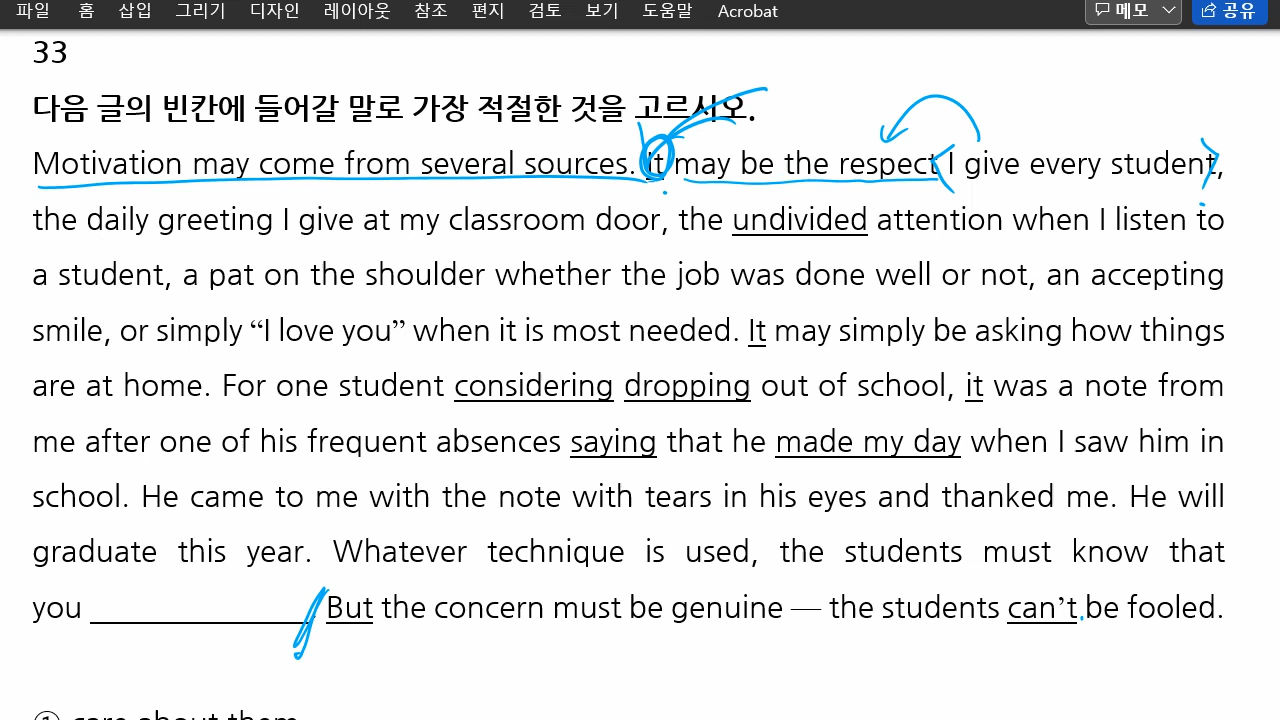 파일 홈 삽입 그리기 디자인 레이아웃 참조 편지 검토 보기 도움말 Acrobat 메모 공유
33
다음 글의 빈칸에 들어갈 말로 가장 적절한 것을 고르시오.
Motivation may come from several sources. It may be the respect I give every student,
the daily greeting I give at my classroom door, the undivided attention when I listen to
a student, a pat on the shoulder whether the job was done well or not, an accepting
smile, or simply “I love you” when it is most needed. It may simply be asking how things
are at home. For one student considering dropping out of school, it was a note from
me after one of his frequent absences saying that he made my day when I saw him in
school. He came to me with the note with tears in his eyes and thanked me. He will
graduate this year. Whatever technique is used, the students must know that
you ______________. But the concern must be genuine — the students can’t be fooled.
① care about them